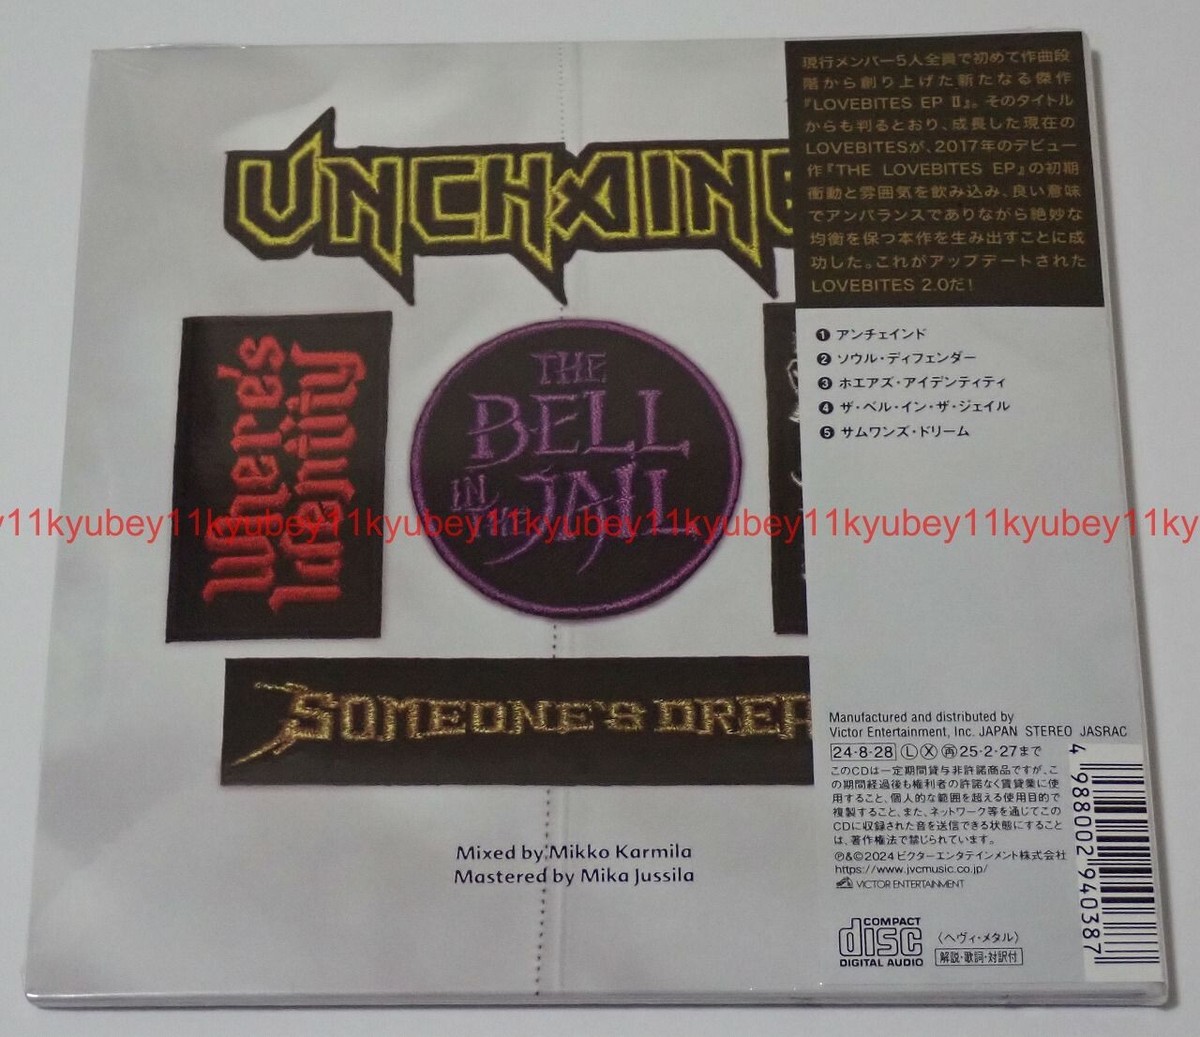 UNCHAINE
現行メンバー5人全員で初めて作曲段
階から創り上げた新たなる傑作
『LOVEBITES EP Ⅱ』。そのタイトル
からも判るとおり、成長した現在の
LOVEBITESが、2017年のデビュー
作『THE LOVEBITES EP』の初期
衝動と雰囲気を飲み込み、良い意味
でアンバランスでありながら絶妙な
均衡を保つ本作を生み出すことに成
功した。これがアップデートされた
LOVEBITES 2.0だ!
❶ アンチェインド
❷ ソウル・ディフェンダー
❸ ホエアズ・アイデンティティ
❹ ザ・ベル・イン・ザ・ジェイル
❺ サムワンズ・ドリーム
Where's
Identity
THE
BELL
IN
THE JAIL
y11kyubey11kyubey11kyubey11kyubey11kyubey11kyubey11kyubey11ky
SOMEONE'S DREA
Mixed by Mikko Karmila
Mastered by Mika Jussila
Manufactured and distributed by
Victor Entertainment, Inc. JAPAN STEREO JASRAC
24・8・28 Ⓛ Ⓧ ㊞25・2・27まで
このCDは一定期間貸与非許諾商品ですが、こ
の期間経過後も権利者の許諾なく賃貸業に使
用すること、個人的な範囲を超える使用目的で
複製すること、また、ネットワーク等を通じてこの
CDに収録された音を送信できる状態にすること
は、著作権法で禁じられています。
Ⓟ&©2024 ビクターエンタテインメント株式会社
https://www.jvcmusic.co.jp/
VICTOR ENTERTAINMENT
COMPACT
disc
DIGITAL AUDIO
〈ヘヴィ・メタル〉
解説・歌詞・対訳付
4 988002 940387